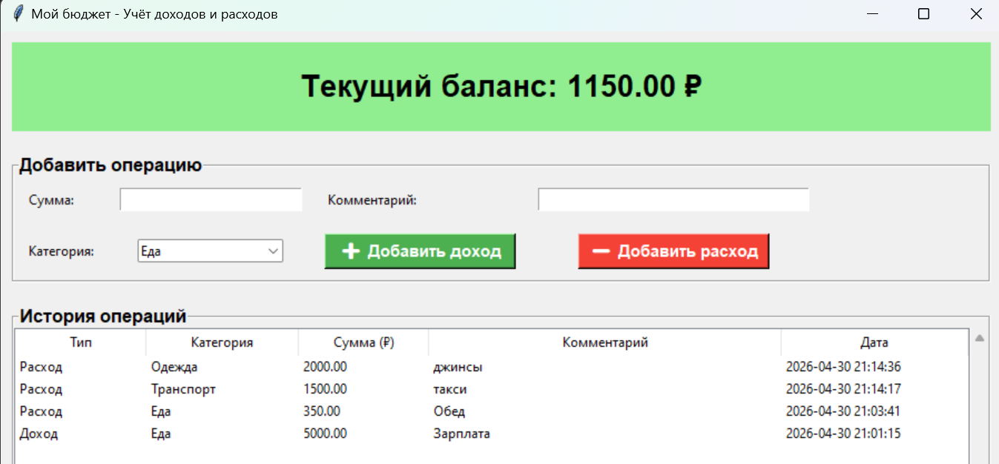 Мой бюджет - Учёт доходов и расходов
Текущий баланс: 1150.00 ₽
Добавить операцию
Сумма: Комментарий:
Категория: Еда + Добавить доход — Добавить расход
История операций
Тип Категория Сумма (₽) Комментарий Дата
Расход Одежда 2000.00 джинсы 2026-04-30 21:14:36
Расход Транспорт 1500.00 такси 2026-04-30 21:14:17
Расход Еда 350.00 Обед 2026-04-30 21:03:41
Доход Еда 5000.00 Зарплата 2026-04-30 21:01:15